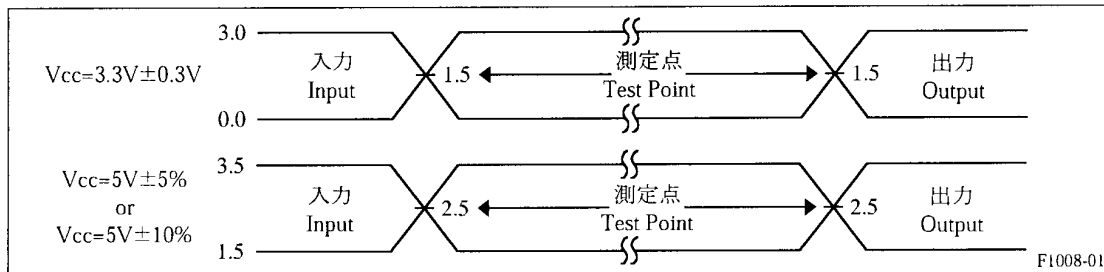 3.0
Vcc=3.3V±0.3V
入力
Input
1.5
測定点
Test Point
1.5
出力
Output
0.0
3.5
Vcc=5V±5%
or
Vcc=5V±10%
入力
Input
2.5
測定点
Test Point
2.5
出力
Output
1.5
F1008-01